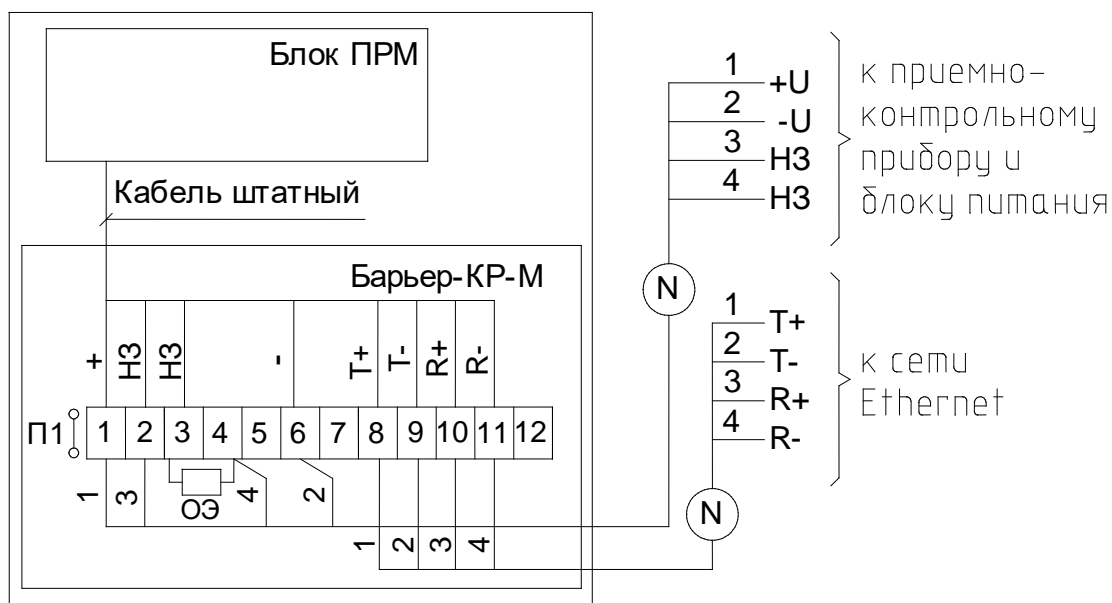 Блок ПРМ
Кабель штатный
Барьер-КР-М
+ НЗ НЗ - T+ T- R+ R-
П1 1 2 3 4 5 6 7 8 9 10 11 12
1 3 ОЭ 4 2
1 2 3 4
1 +U
2 -U
3 НЗ
4 НЗ
к приемно-
контрольному
прибору и
блоку питания
N
1 T+
2 T-
3 R+
4 R-
к сети
Ethernet
N